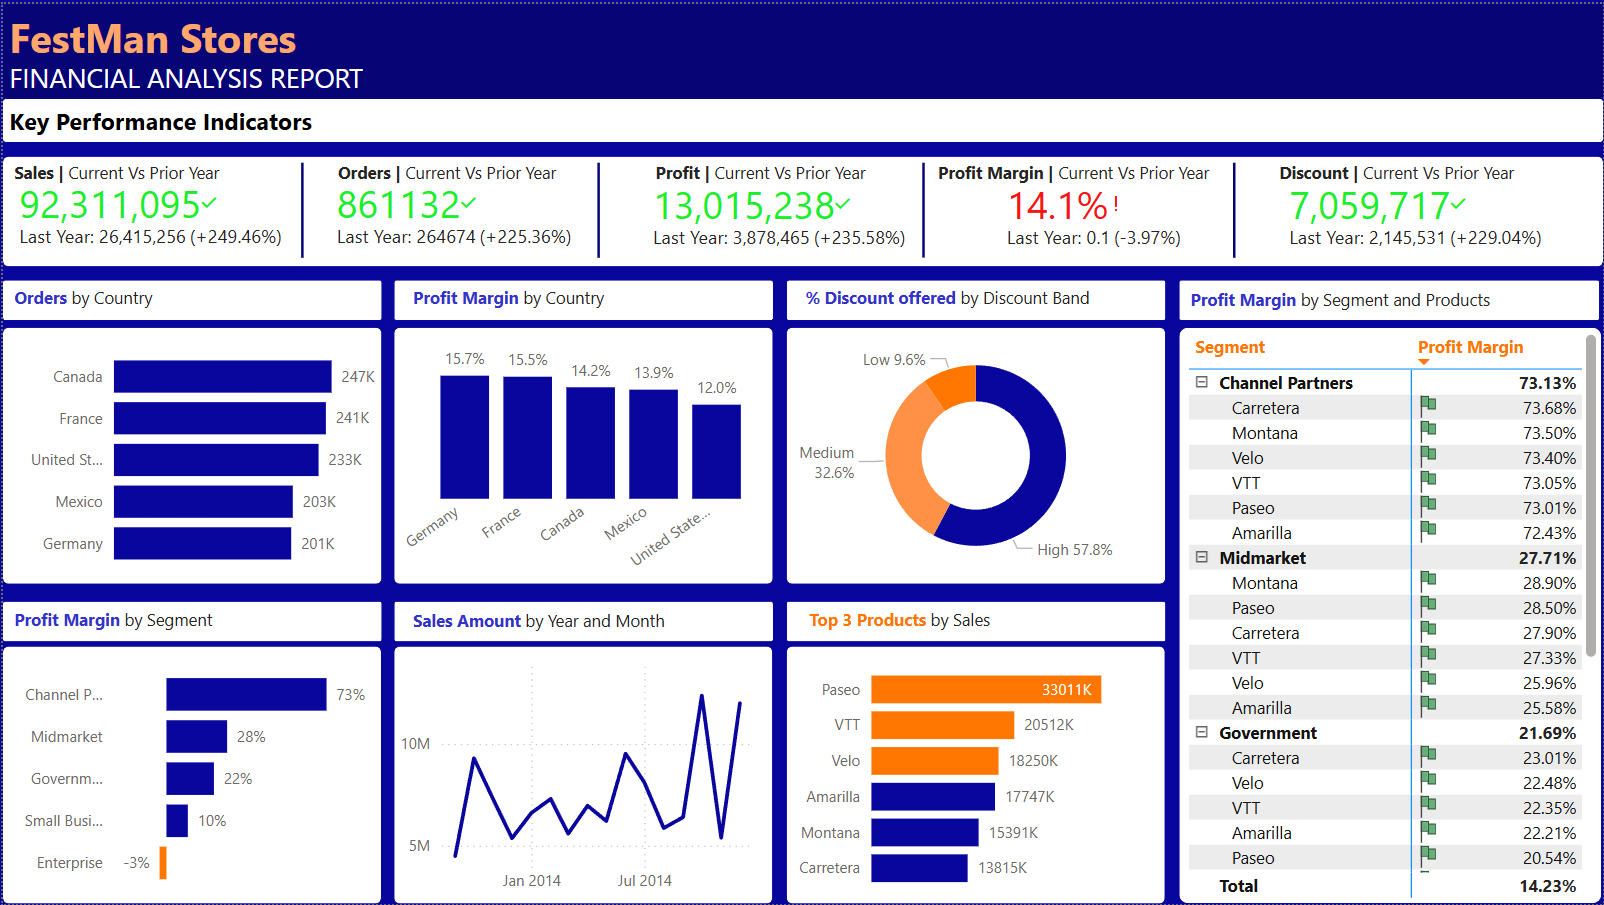 FestMan Stores
FINANCIAL ANALYSIS REPORT
Key Performance Indicators
Sales | Current Vs Prior Year
92,311,095
Last Year: 26,415,256 (+249.46%)
Orders | Current Vs Prior Year
861132
Last Year: 264674 (+225.36%)
Profit | Current Vs Prior Year
13,015,238
Last Year: 3,878,465 (+235.58%)
Profit Margin | Current Vs Prior Year
14.1% !
Last Year: 0.1 (-3.97%)
Discount | Current Vs Prior Year
7,059,717
Last Year: 2,145,531 (+229.04%)
Orders by Country
Canada 247K
France 241K
United St... 233K
Mexico 203K
Germany 201K
Profit Margin by Country
15.7% 15.5% 14.2% 13.9% 12.0%
Germany France Canada Mexico United State...
% Discount offered by Discount Band
Low 9.6%
Medium
32.6%
High 57.8%
Profit Margin by Segment
Channel P... 73%
Midmarket 28%
Governm... 22%
Small Busi... 10%
Enterprise -3%
Sales Amount by Year and Month
10M
5M
Jan 2014 Jul 2014
Top 3 Products by Sales
Paseo 33011K
VTT 20512K
Velo 18250K
Amarilla 17747K
Montana 15391K
Carretera 13815K
Profit Margin by Segment and Products
Segment Profit Margin
Channel Partners 73.13%
Carretera 73.68%
Montana 73.50%
Velo 73.40%
VTT 73.05%
Paseo 73.01%
Amarilla 72.43%
Midmarket 27.71%
Montana 28.90%
Paseo 28.50%
Carretera 27.90%
VTT 27.33%
Velo 25.96%
Amarilla 25.58%
Government 21.69%
Carretera 23.01%
Velo 22.48%
VTT 22.35%
Amarilla 22.21%
Paseo 20.54%
Total 14.23%